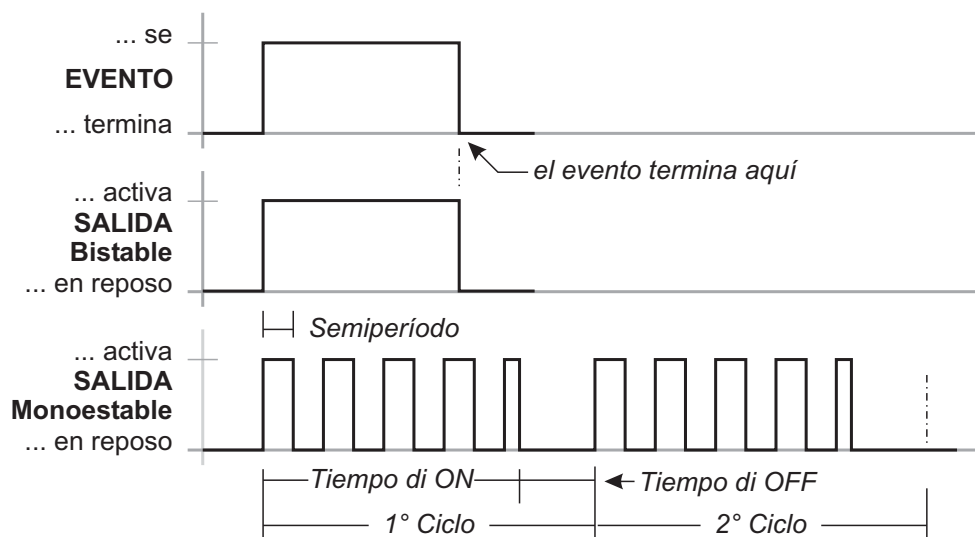 ... se
EVENTO
... termina
el evento termina aquí
... activa
SALIDA
Bistable
... en reposo
Semiperíodo
... activa
SALIDA
Monoestable
... en reposo
Tiempo di ON
Tiempo di OFF
1° Ciclo
2° Ciclo